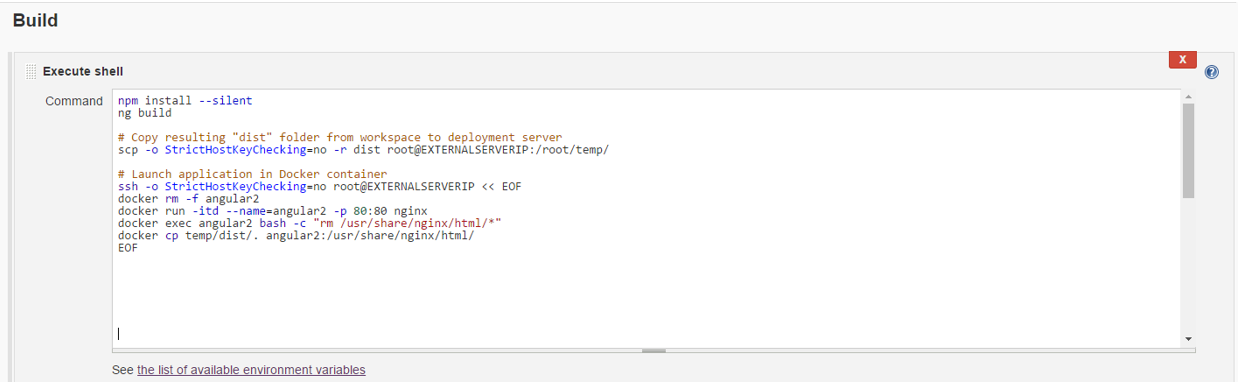 Build
Execute shell
X
?
Command
npm install --silent
ng build
# Copy resulting "dist" folder from workspace to deployment server
scp -o StrictHostKeyChecking=no -r dist root@EXTERNALSERVERIP:/root/temp/
# Launch application in Docker container
ssh -o StrictHostKeyChecking=no root@EXTERNALSERVERIP << EOF
docker rm -f angular2
docker run -itd --name=angular2 -p 80:80 nginx
docker exec angular2 bash -c "rm /usr/share/nginx/html/*"
docker cp temp/dist/. angular2:/usr/share/nginx/html/
EOF
See the list of available environment variables